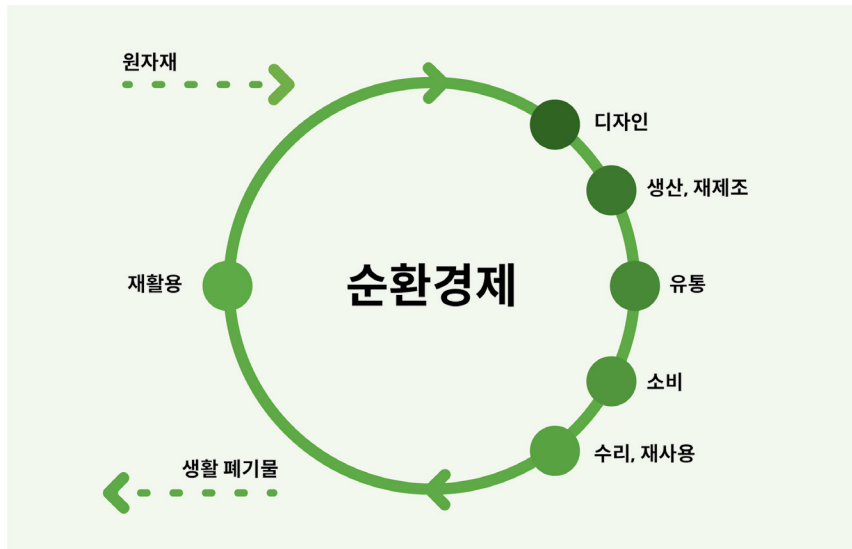 원자재
디자인
생산, 재제조
재활용
순환경제
유통
소비
수리, 재사용
생활 폐기물